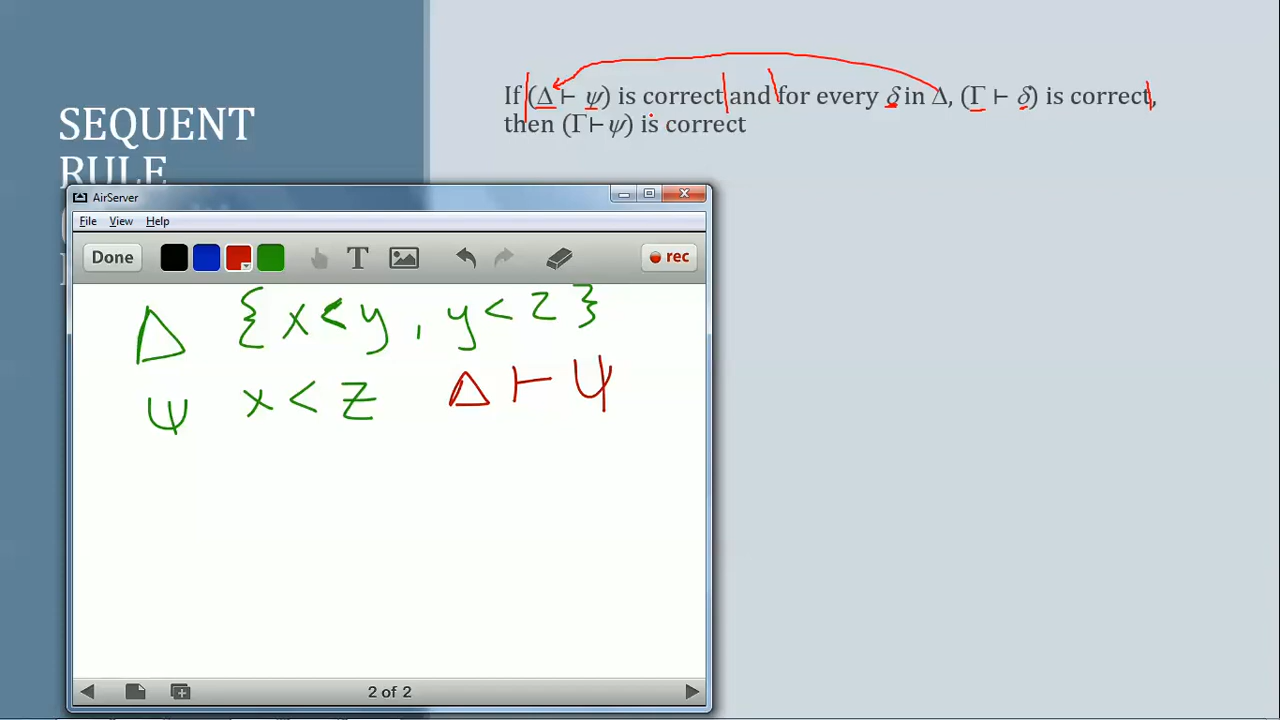 SEQUENT
RULE
If (Δ ⊢ ψ) is correct and for every δ in Δ, (Γ ⊢ δ) is correct,
then (Γ⊢ψ) is correct
AirServer
File View Help
Done T rec
Δ {x<y, y<z}
ψ x<z Δ ⊢ ψ
2 of 2